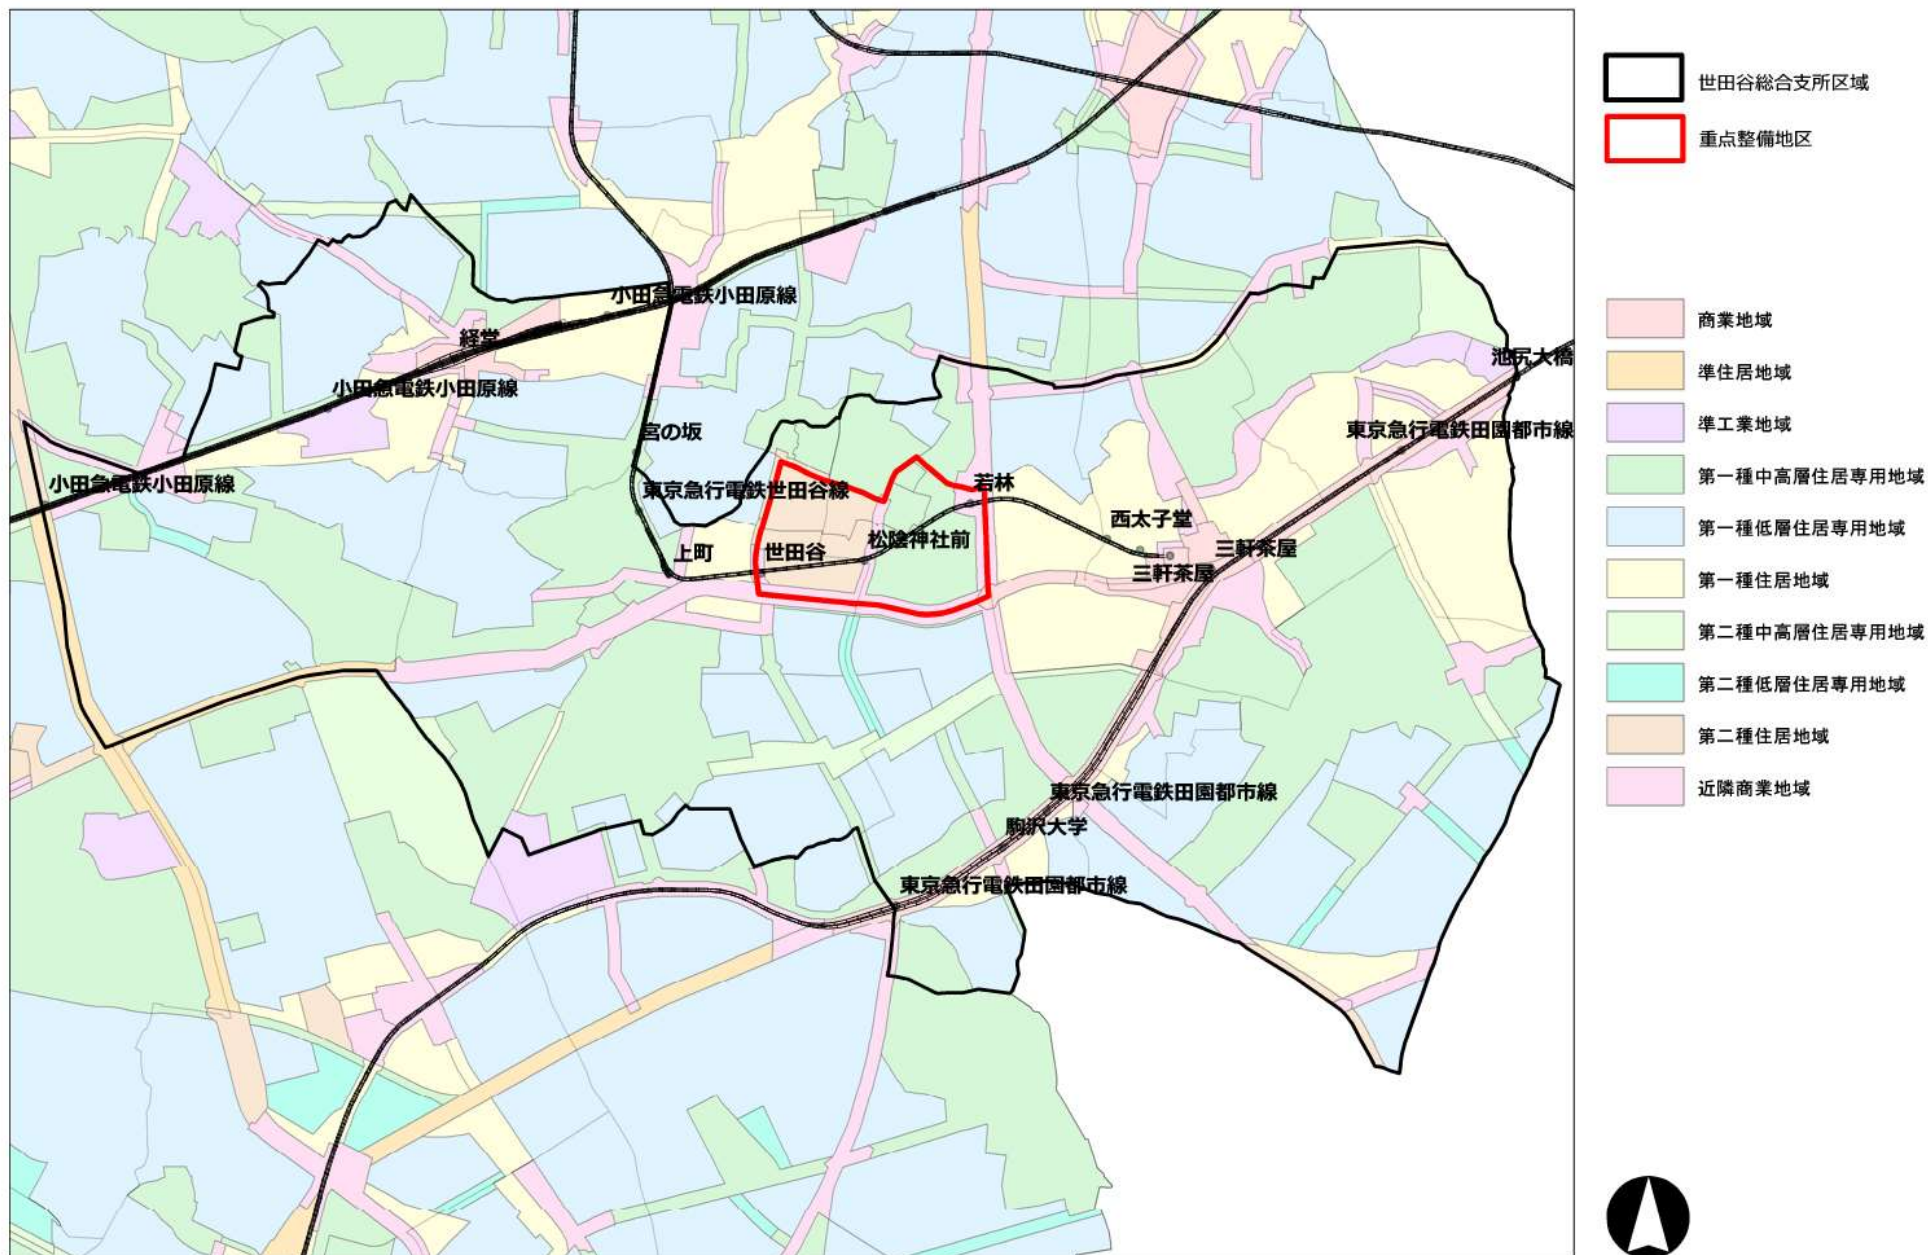 世田谷総合支所区域
重点整備地区
小田急電鉄小田原線
経堂
池尻大橋
小田急電鉄小田原線
宮の坂
東京急行電鉄田園都市線
小田急電鉄小田原線
東京急行電鉄世田谷線
若林
西太子堂
松陰神社前
三軒茶屋
上町
世田谷
三軒茶屋
東京急行電鉄田園都市線
駒沢大学
東京急行電鉄田園都市線
商業地域
準住居地域
準工業地域
第一種中高層住居専用地域
第一種低層住居専用地域
第一種住居地域
第二種中高層住居専用地域
第二種低層住居専用地域
第二種住居地域
近隣商業地域